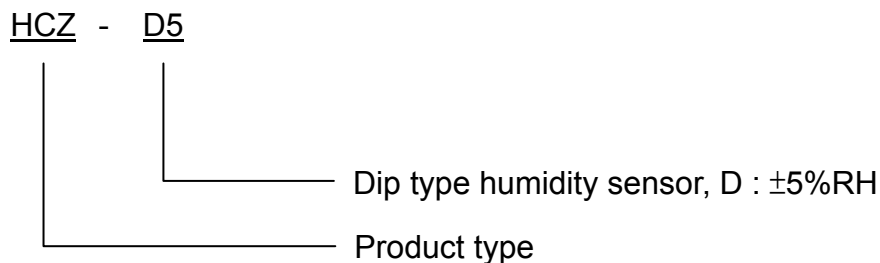 HCZ - D5
Dip type humidity sensor, D : ±5%RH
Product type